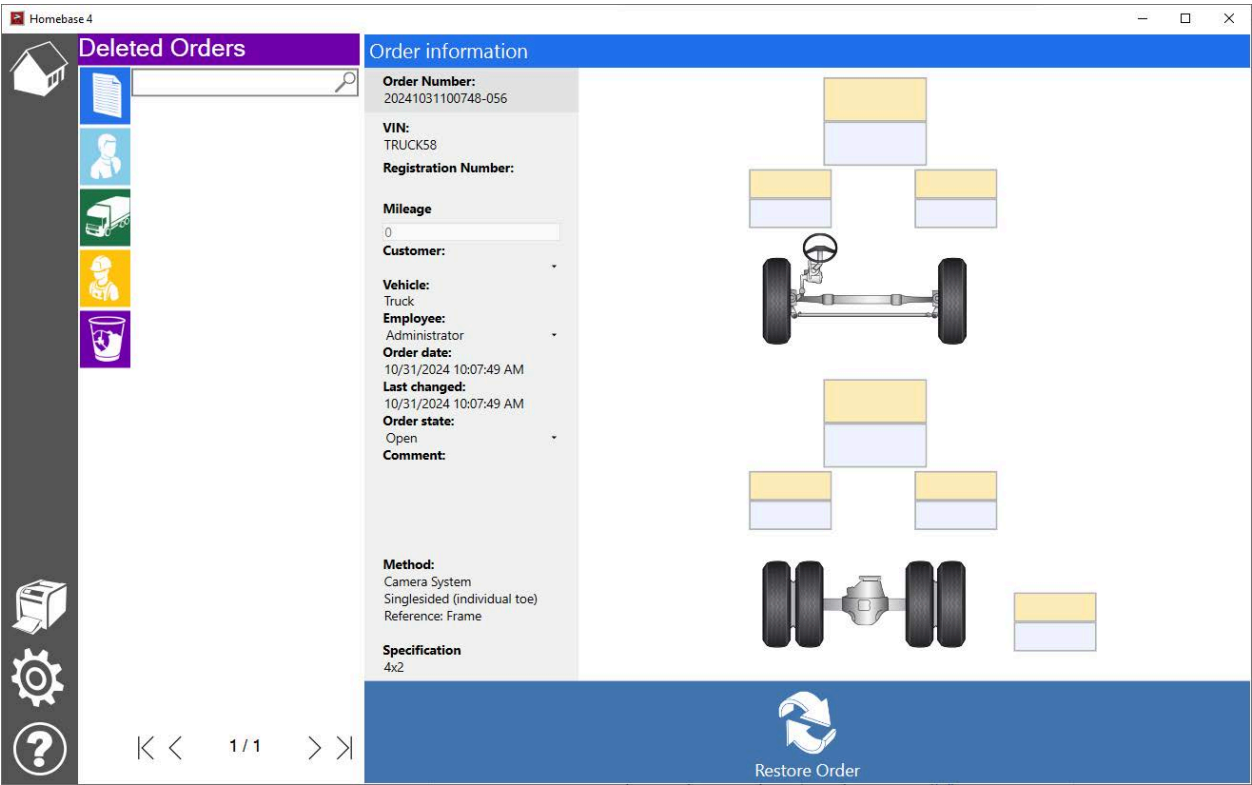 Homebase 4
Deleted Orders
Order information
Order Number:
20241031100748-056
VIN:
TRUCK58
Registration Number:
Mileage
0
Customer:
Vehicle:
Truck
Employee:
Administrator
Order date:
10/31/2024 10:07:49 AM
Last changed:
10/31/2024 10:07:49 AM
Order state:
Open
Comment:
Method:
Camera System
Singlesided (individual toe)
Reference: Frame
Specification
4x2
?
1 / 1
Restore Order